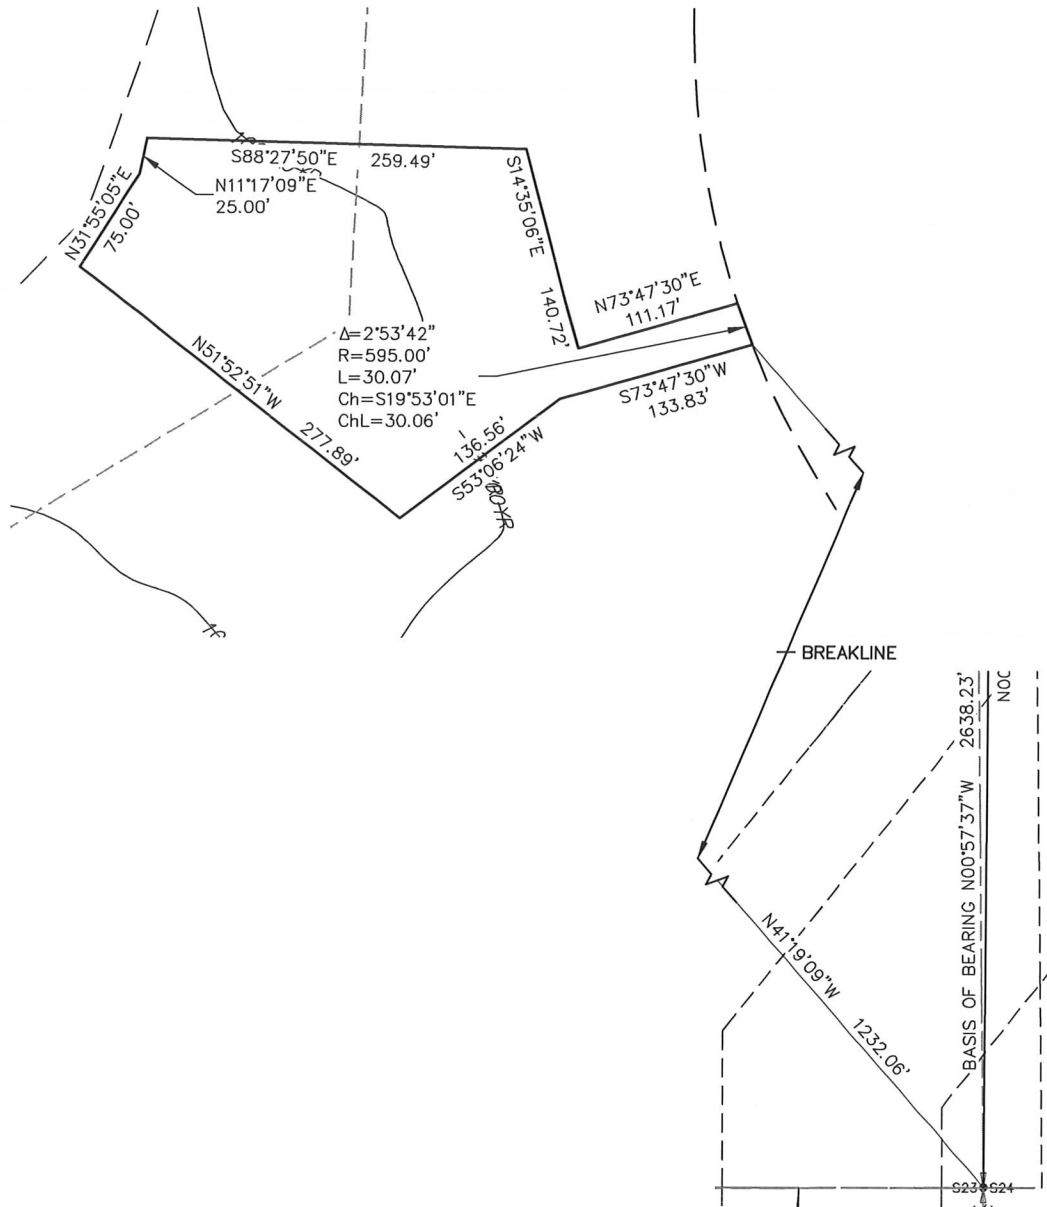 S88°27'50"E 259.49'
N11°17'09"E
25.00'
N31°55'05"E
75.00'
S14°35'06"E
140.72'
N73°47'30"E
111.17'
Δ=2°53'42"
R=595.00'
L=30.07'
Ch=S19°53'01"E
ChL=30.06'
S73°47'30"W
133.83'
N51°52'51"W
277.89'
136.56'
S53°06'24"W
BREAKLINE
2638.23'
BASIS OF BEARING N00°57'37"W
N41°19'09"W
1232.06'
S23 S24